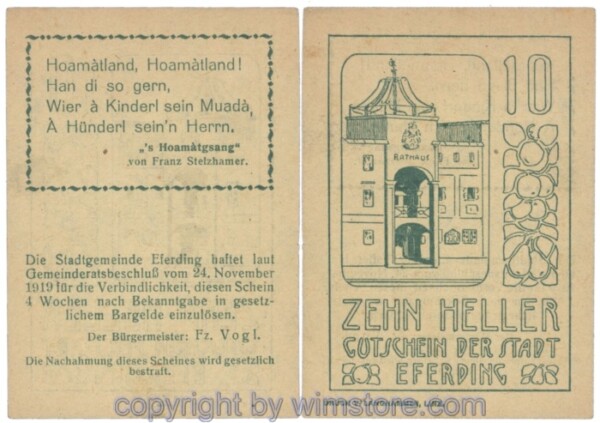 Hoamàtland, Hoamàtland!
Han di so gern,
Wier à Kinderl sein Muadà,
À Hünderl sein'n Herrn.
„'s Hoamàtgsang"
von Franz Stelzhamer.
Die Stadtgemeinde Eferding haftet laut
Gemeinderatsbeschluß vom 24. November
1919 für die Verbindlichkeit, diesen Schein
4 Wochen nach Bekanntgabe in gesetz-
lichem Bargelde einzulösen.
Der Bürgermeister: Fz. Vogl.
Die Nachahmung dieses Scheines wird gesetzlich
bestraft.
10
RATHAUS
ZEHN HELLER
GUTSCHEIN DER STADT
EFERDING
copyright by wimstore.com